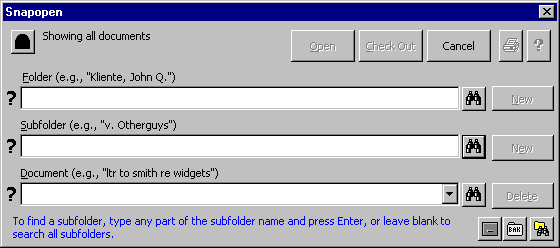 Snapopen
Showing all documents
Open
Check Out
Cancel
?
Folder (e.g., "Kliente, John Q.")
?
New
Subfolder (e.g., "v. Otherguys")
?
New
Document (e.g., "ltr to smith re widgets")
?
Delete
To find a subfolder, type any part of the subfolder name and press Enter, or leave blank to
search all subfolders.
BAK